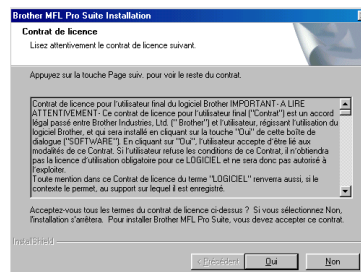 Brother MFL Pro Suite Installation
Contrat de licence
Lisez attentivement le contrat de licence suivant.
Appuyez sur la touche Page suiv. pour voir le reste du contrat.
Contrat de licence pour l'utilisateur final du logiciel Brother IMPORTANT- A LIRE
ATTENTIVEMENT- Ce contrat de licence pour l'utilisateur final ("Contrat") est un accord
légal passé entre Brother Industries, Ltd. (" Brother") et l'utilisateur, régissant l'utilisation du
logiciel Brother, et qui sera installé en cliquant sur la touche "Oui" de cette boîte de
dialogue ("SOFTWARE"). En cliquant sur "Oui", l'utilisateur accepte d'être lié aux
modalités de ce Contrat. Si l'utilisateur refuse les conditions de ce Contrat, il n'obtiendra
pas la licence d'utilisation obligatoire pour ce LOGICIEL et ne sera donc pas autorisé à
l'exploiter.
Toute mention dans ce Contrat de licence du terme "LOGICIEL" renverra aussi, si le
contexte le permet, au support sur lequel il est enregistré.
Acceptez-vous tous les termes du contrat de licence ci-dessus ? Si vous sélectionnez Non,
l'installation s'arrêtera. Pour installer Brother MFL Pro Suite, vous devez accepter ce contrat.
InstallShield
< Précédent Oui Non